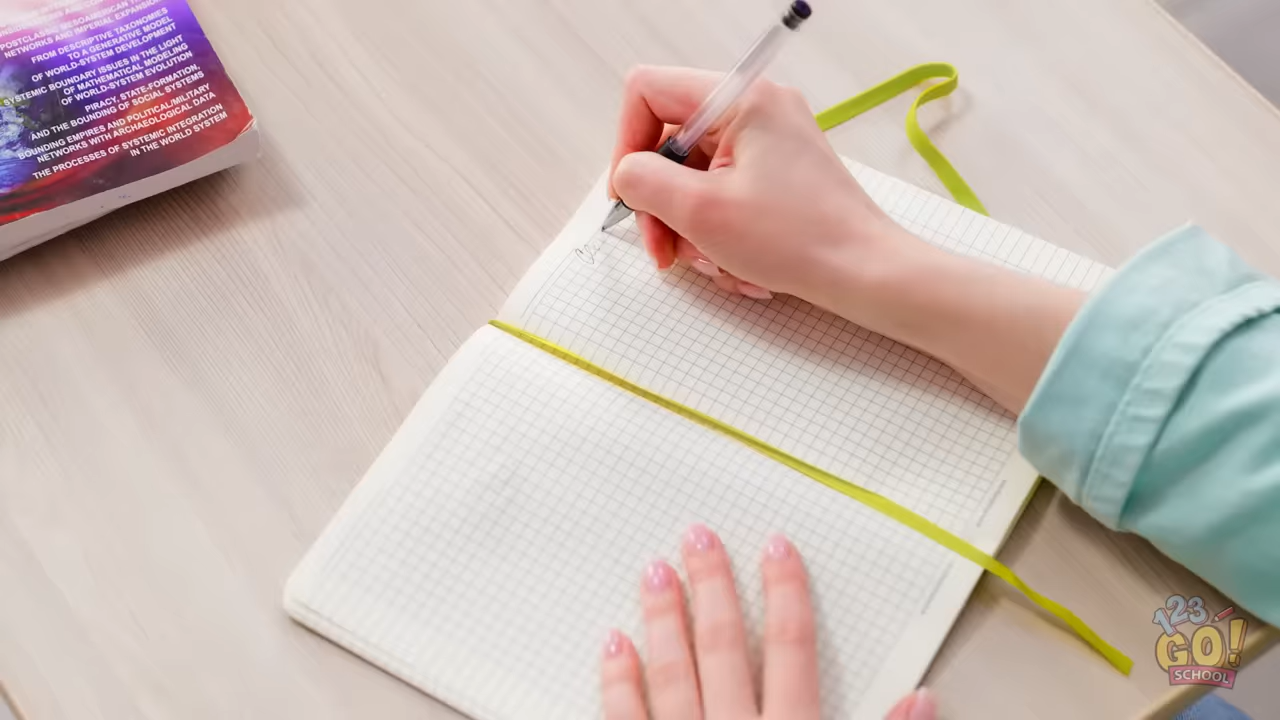 POSTCLASSIC MESOAMERICAN
NETWORKS AND IMPERIAL EXPANSION
FROM DESCRIPTIVE TAXONOMIES
TO A GENERATIVE MODEL
OF WORLD-SYSTEM DEVELOPMENT
SYSTEMIC BOUNDARY ISSUES IN THE LIGHT
OF MATHEMATICAL MODELING
OF WORLD-SYSTEM EVOLUTION
PIRACY, STATE-FORMATION,
AND THE BOUNDING OF SOCIAL SYSTEMS
BOUNDING EMPIRES AND POLITICAL/MILITARY
NETWORKS WITH ARCHAEOLOGICAL DATA
THE PROCESSES OF SYSTEMIC INTEGRATION
IN THE WORLD SYSTEM
123
GO!
SCHOOL